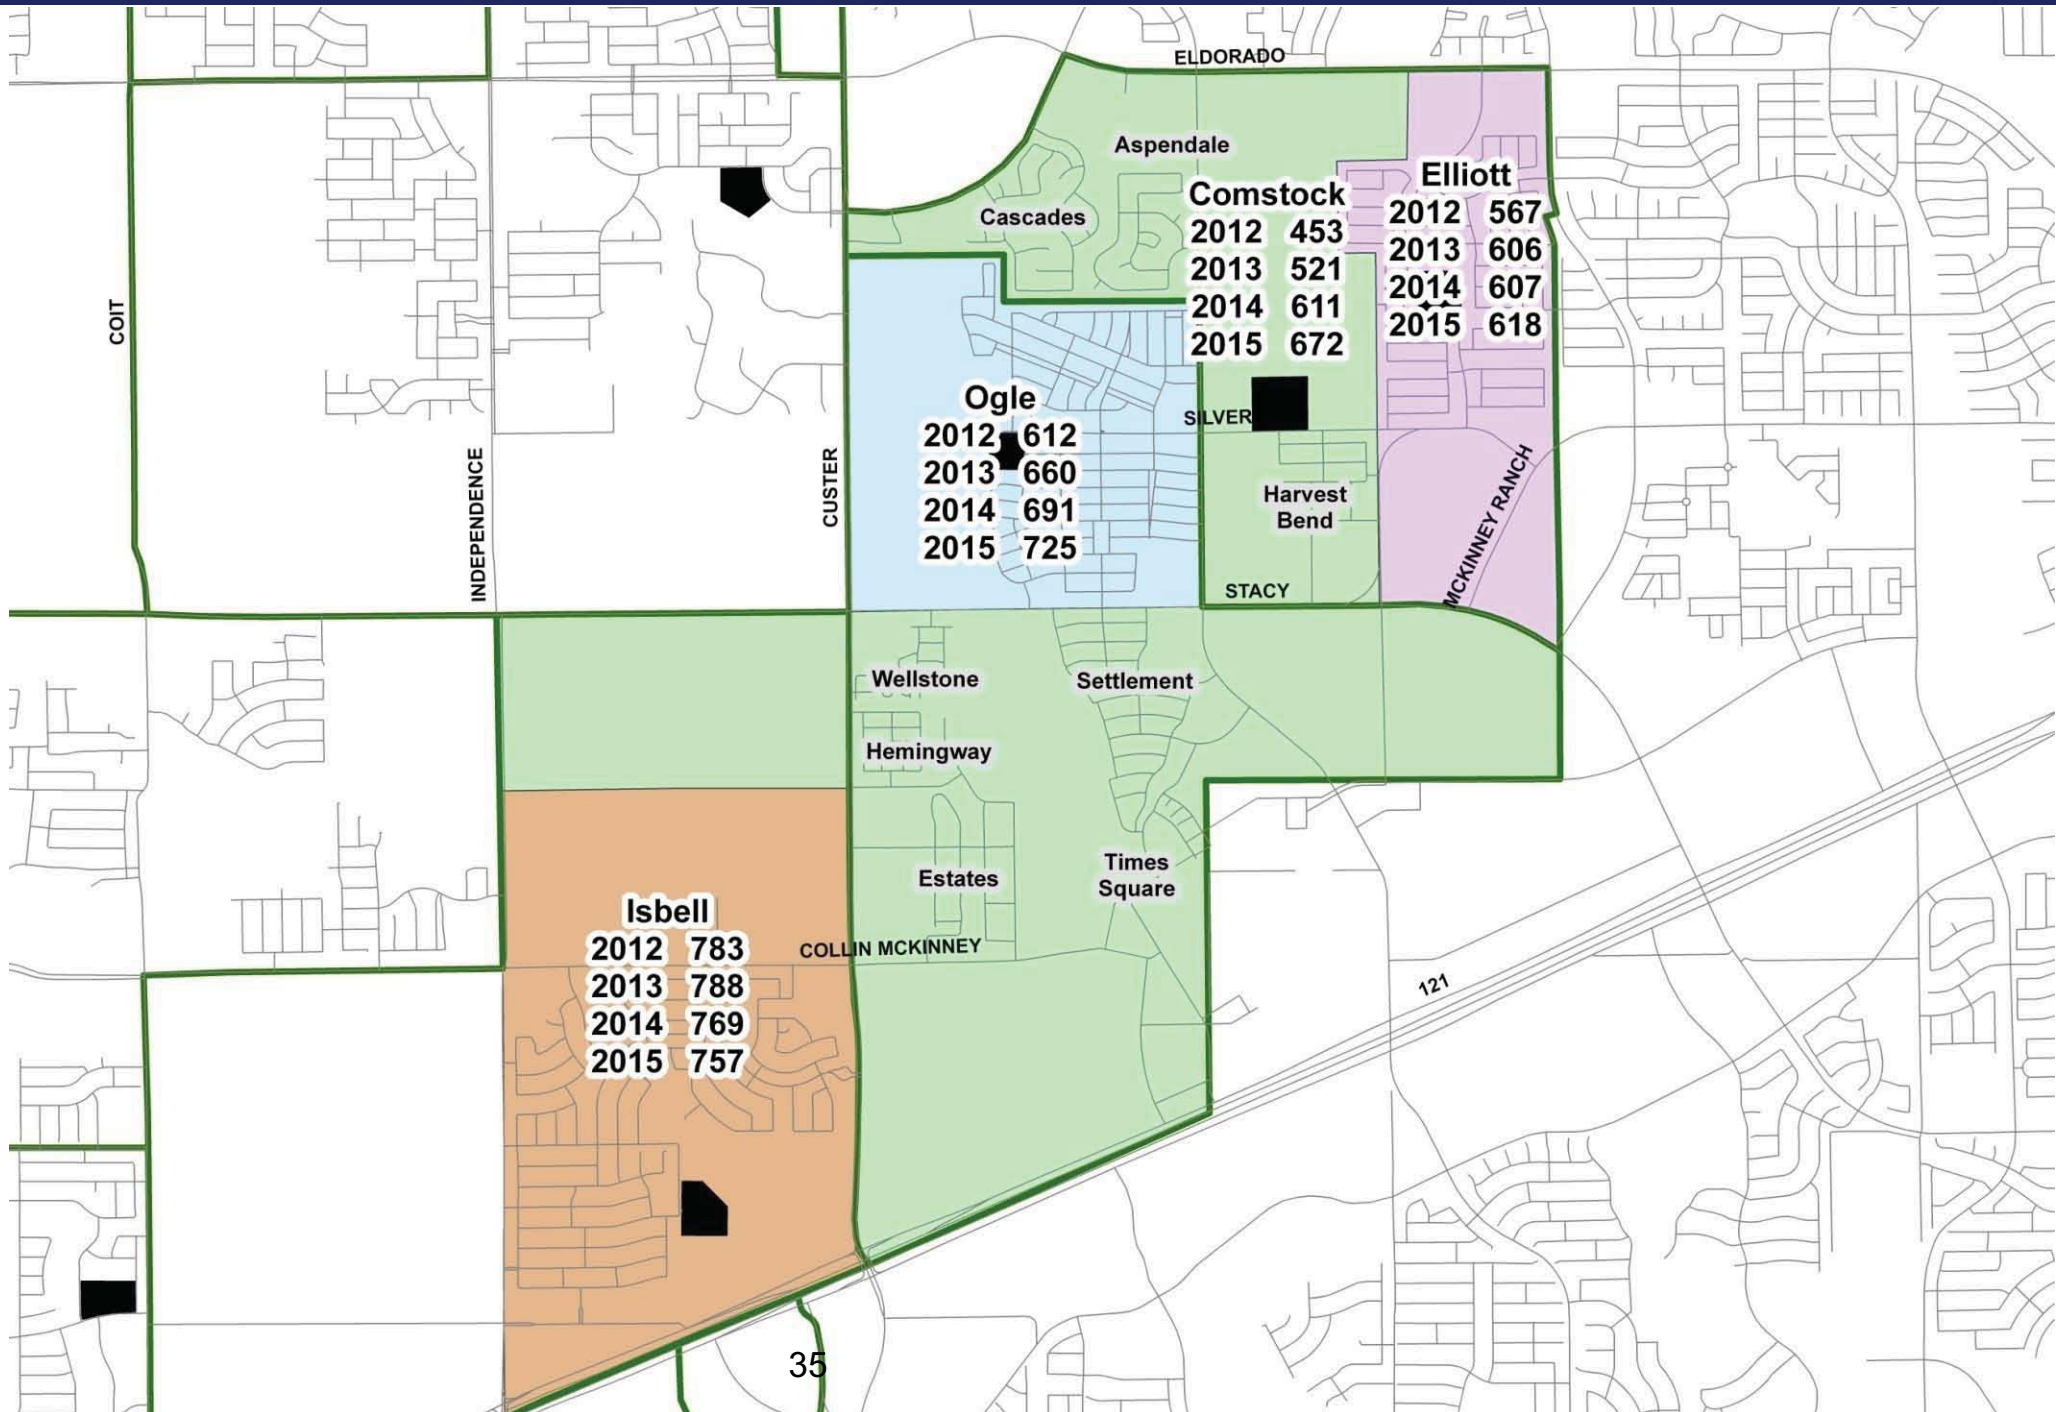 ELDORADO
Aspendale
Elliott
2012 567
2013 606
2014 607
2015 618
Comstock
2012 453
2013 521
2014 611
2015 672
Cascades
COIT
Ogle
2012 612
2013 660
2014 691
2015 725
SILVER
INDEPENDENCE
CUSTER
Harvest
Bend
MCKINNEY RANCH
STACY
Wellstone
Settlement
Hemingway
Estates
Times
Square
Isbell
2012 783
2013 788
2014 769
2015 757
COLLIN MCKINNEY
121
35